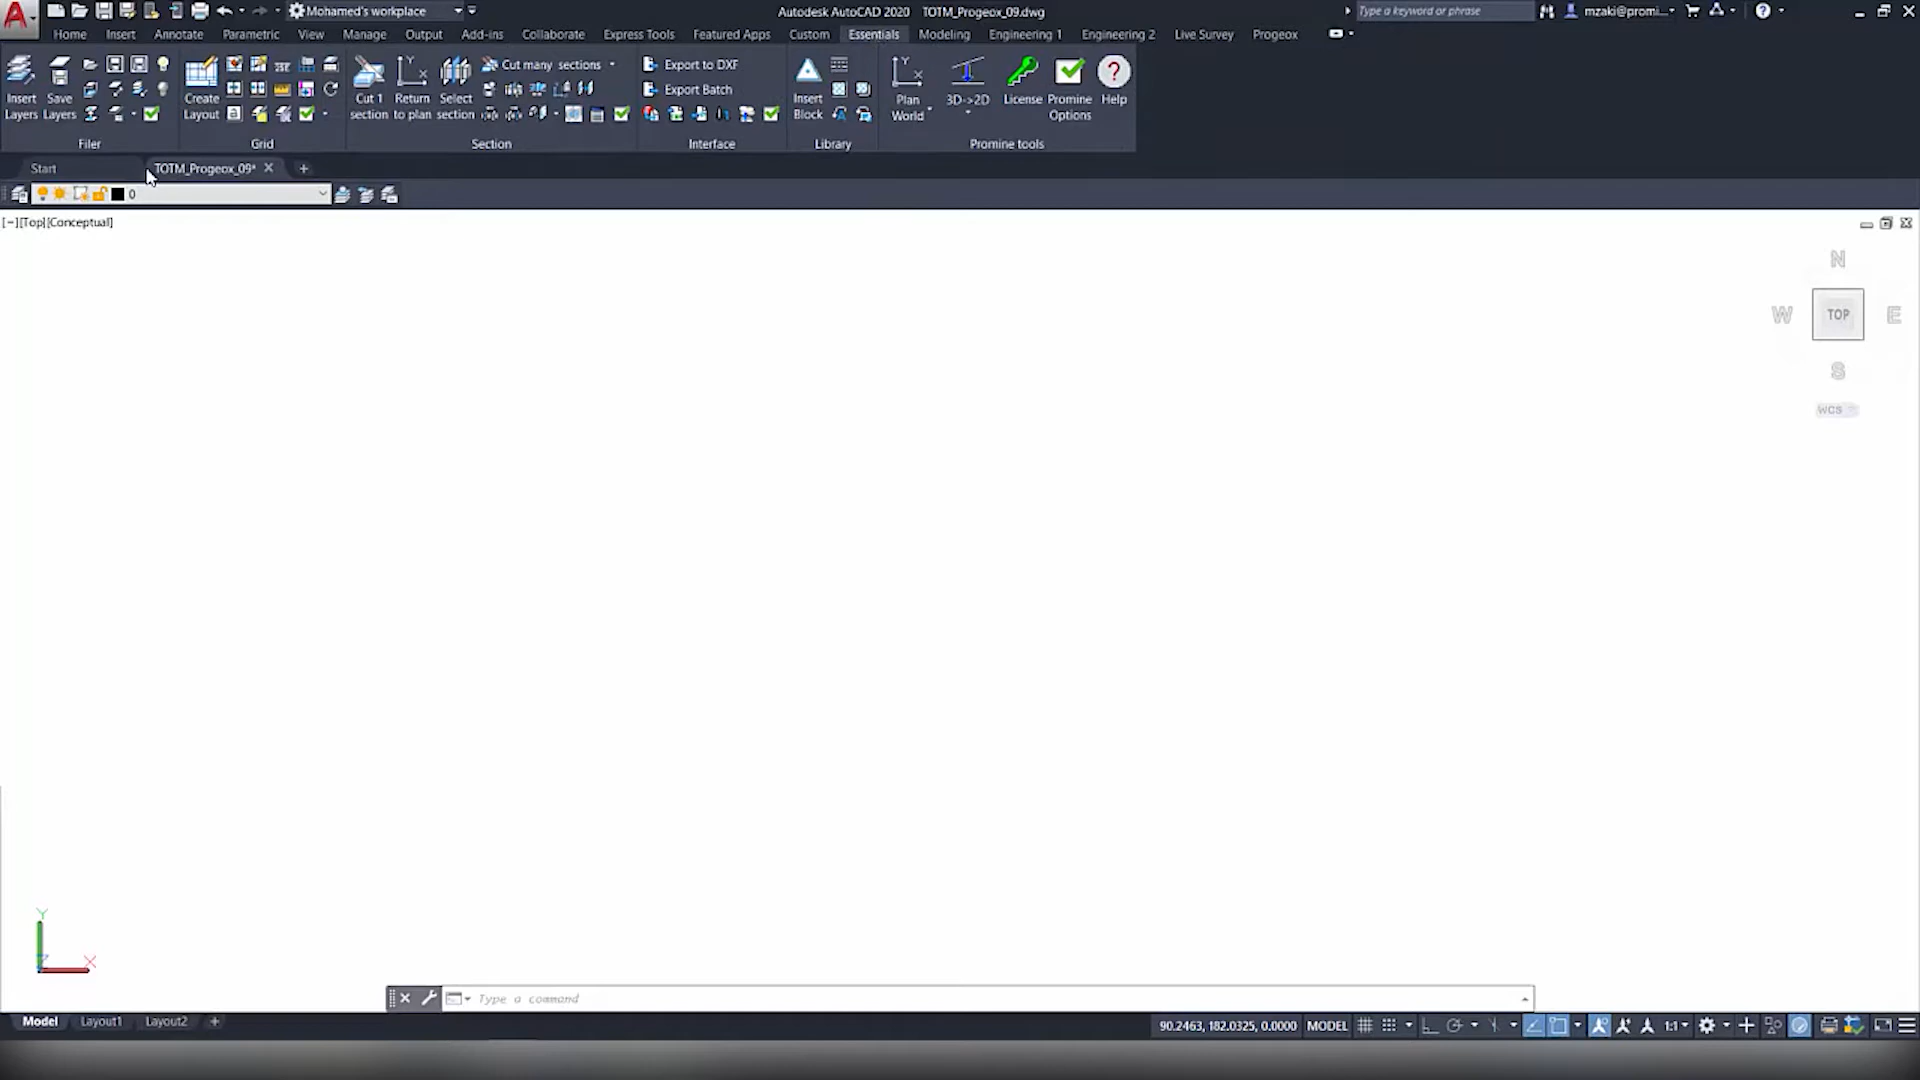 Mohamed's workplace
Autodesk AutoCAD 2020 TOTM_Progeox_09.dwg
Type a keyword or phrase
mzaki@promi...
Home Insert Annotate Parametric View Manage Output Add-ins Collaborate Express Tools Featured Apps Custom Essentials Modeling Engineering 1 Engineering 2 Live Survey Progeox
Insert Layers
Save Layers
Filer
Create Layout
Grid
Cut 1 section
Return to plan
Select section
Cut many sections
Section
Export to DXF
Export Batch
Interface
Insert Block
Library
Plan World
3D->2D
License
Promine Options
Help
Promine tools
Start TOTM_Progeox_09*
0
[−][Top][Conceptual]
N
W TOP E
S
WCS
Y
X
Type a command
Model Layout1 Layout2
90.2463, 182.0325, 0.0000 MODEL 1:1